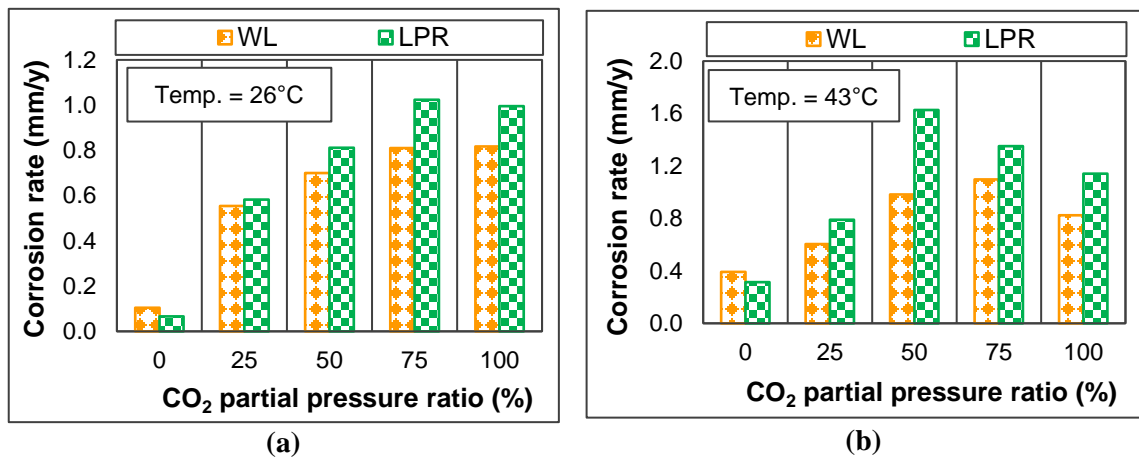 WL LPR
Temp. = 26°C
Corrosion rate (mm/y)
1.2
1.0
0.8
0.6
0.4
0.2
0.0
0 25 50 75 100
CO₂ partial pressure ratio (%)
(a)
WL LPR
Temp. = 43°C
Corrosion rate (mm/y)
2.0
1.6
1.2
0.8
0.4
0.0
0 25 50 75 100
CO₂ partial pressure ratio (%)
(b)